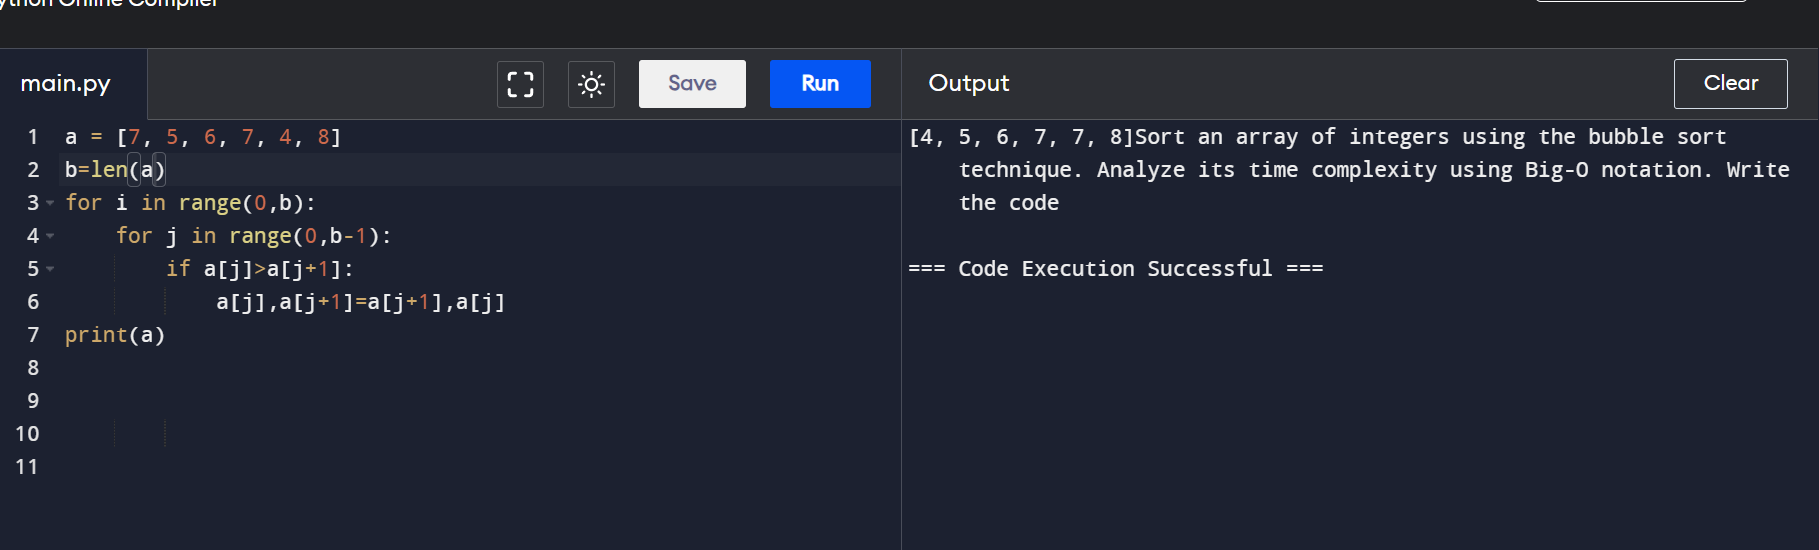 ython Online Compiler
main.py
Save
Run
Output
Clear
1 a = [7, 5, 6, 7, 4, 8]
2 b=len(a)
3 for i in range(0,b):
4     for j in range(0,b-1):
5         if a[j]>a[j+1]:
6             a[j],a[j+1]=a[j+1],a[j]
7 print(a)
8
9
10
11
[4, 5, 6, 7, 7, 8]Sort an array of integers using the bubble sort
technique. Analyze its time complexity using Big-O notation. Write
the code
=== Code Execution Successful ===